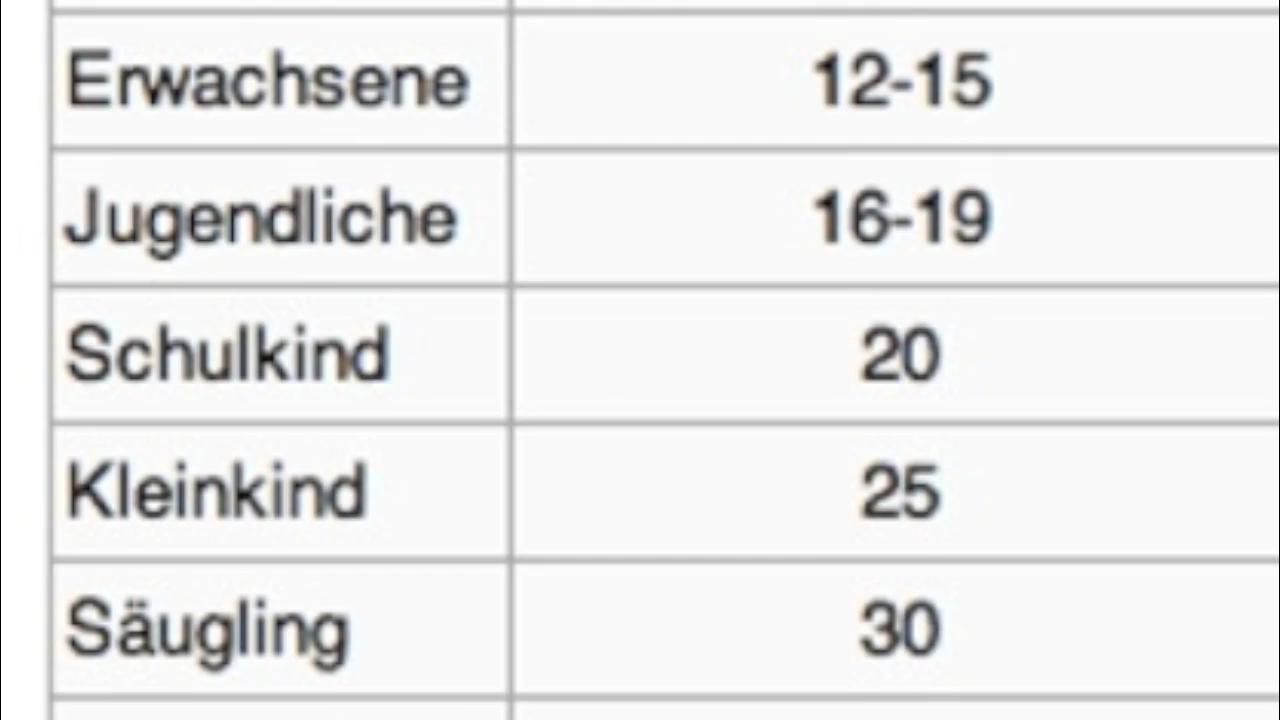 Erwachsene 12-15
Jugendliche 16-19
Schulkind 20
Kleinkind 25
Säugling 30